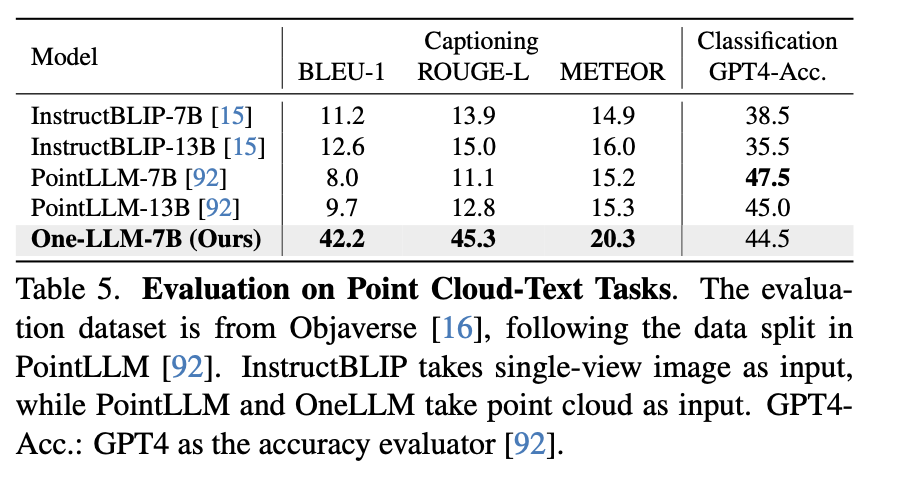 Model Captioning Classification
BLEU-1 ROUGE-L METEOR GPT4-Acc.
InstructBLIP-7B [15] 11.2 13.9 14.9 38.5
InstructBLIP-13B [15] 12.6 15.0 16.0 35.5
PointLLM-7B [92] 8.0 11.1 15.2 47.5
PointLLM-13B [92] 9.7 12.8 15.3 45.0
One-LLM-7B (Ours) 42.2 45.3 20.3 44.5
Table 5. Evaluation on Point Cloud-Text Tasks. The evalua-
tion dataset is from Objaverse [16], following the data split in
PointLLM [92]. InstructBLIP takes single-view image as input,
while PointLLM and OneLLM take point cloud as input. GPT4-
Acc.: GPT4 as the accuracy evaluator [92].